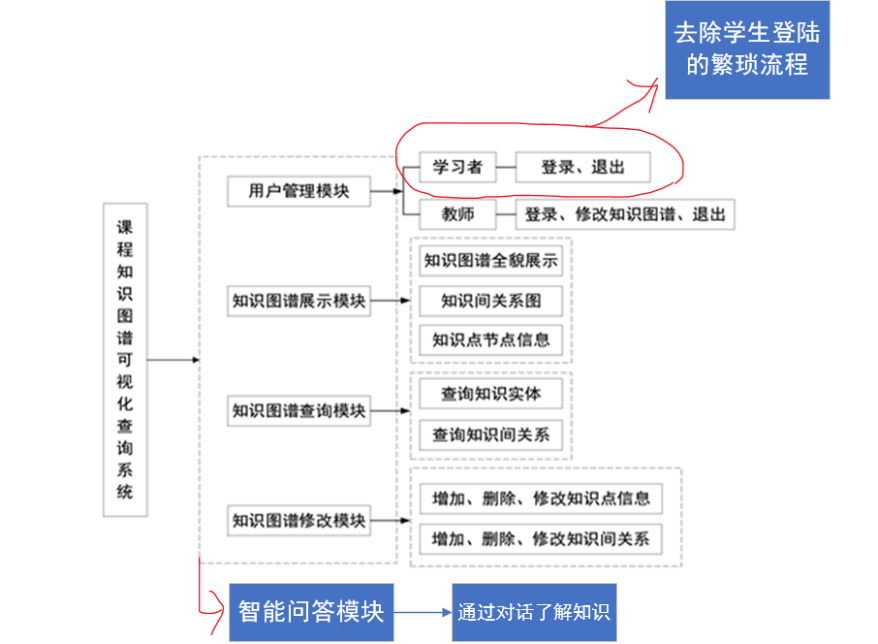 去除学生登陆
的繁琐流程
学习者
登录、退出
用户管理模块
教师
登录、修改知识图谱、退出
课程知识图谱可视化查询系统
知识图谱全貌展示
知识图谱展示模块
知识间关系图
知识点节点信息
查询知识实体
知识图谱查询模块
查询知识间关系
增加、删除、修改知识点信息
知识图谱修改模块
增加、删除、修改知识间关系
智能问答模块
通过对话了解知识